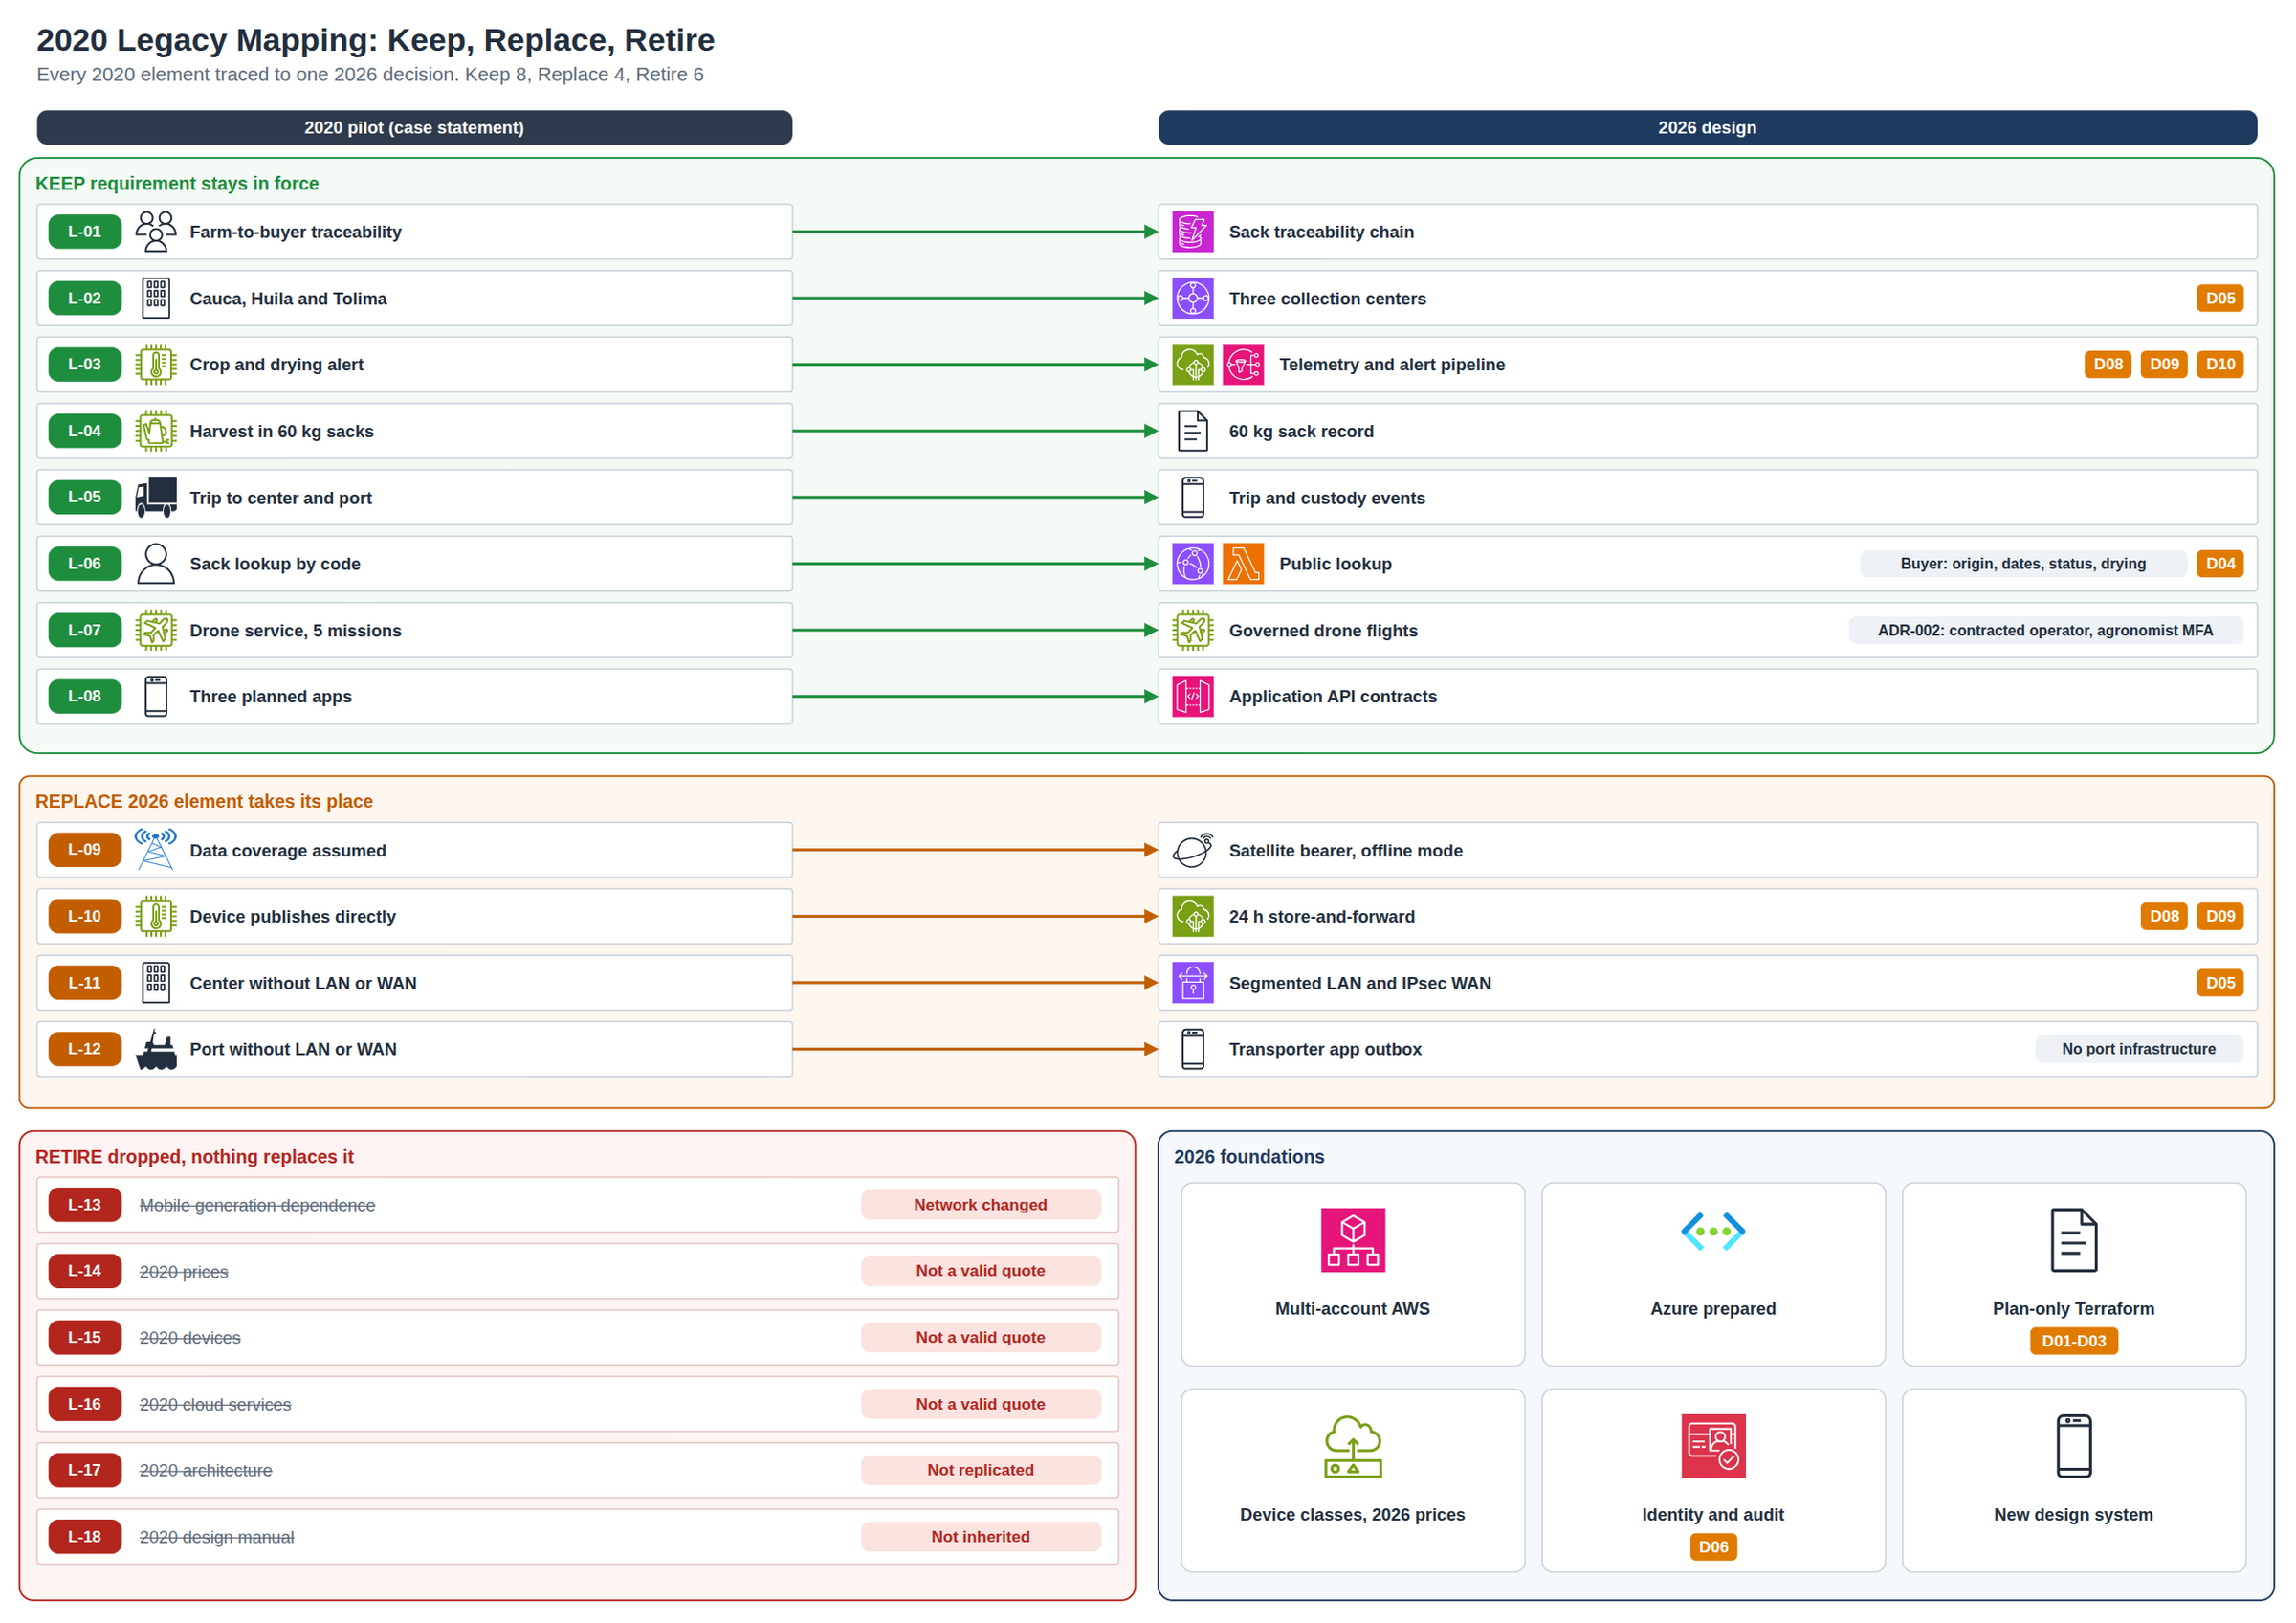 2020 Legacy Mapping: Keep, Replace, Retire
Every 2020 element traced to one 2026 decision. Keep 8, Replace 4, Retire 6
2020 pilot (case statement)
2026 design
KEEP requirement stays in force
L-01 Farm-to-buyer traceability
Sack traceability chain
L-02 Cauca, Huila and Tolima
Three collection centers D05
L-03 Crop and drying alert
Telemetry and alert pipeline D08 D09 D10
L-04 Harvest in 60 kg sacks
60 kg sack record
L-05 Trip to center and port
Trip and custody events
L-06 Sack lookup by code
Public lookup Buyer: origin, dates, status, drying D04
L-07 Drone service, 5 missions
Governed drone flights ADR-002: contracted operator, agronomist MFA
L-08 Three planned apps
Application API contracts
REPLACE 2026 element takes its place
L-09 Data coverage assumed
Satellite bearer, offline mode
L-10 Device publishes directly
24 h store-and-forward D08 D09
L-11 Center without LAN or WAN
Segmented LAN and IPsec WAN D05
L-12 Port without LAN or WAN
Transporter app outbox No port infrastructure
RETIRE dropped, nothing replaces it
L-13 Mobile generation dependence Network changed
L-14 2020 prices Not a valid quote
L-15 2020 devices Not a valid quote
L-16 2020 cloud services Not a valid quote
L-17 2020 architecture Not replicated
L-18 2020 design manual Not inherited
2026 foundations
Multi-account AWS
Azure prepared
Plan-only Terraform
D01-D03
Device classes, 2026 prices
Identity and audit
D06
New design system